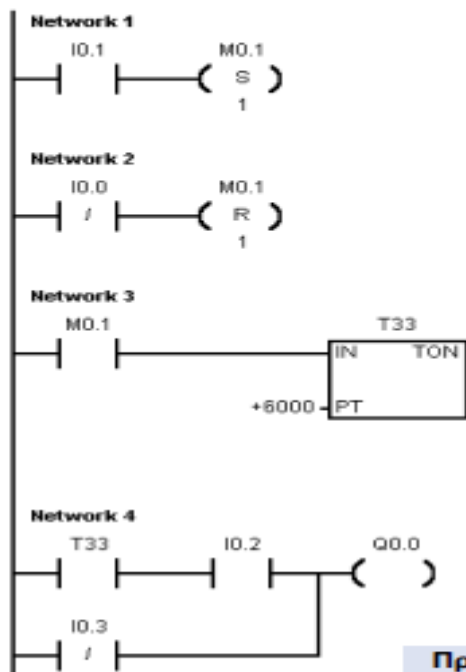 Network 1
I0.1 M0.1
S
1
Network 2
I0.0 M0.1
/ R
1
Network 3
M0.1 T33
IN TON
+6000 PT
Network 4
T33 I0.2 Q0.0
I0.3
/
Пр